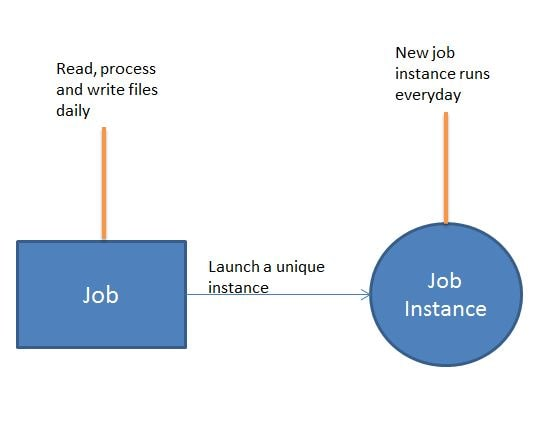 Read, process
and write files
daily
New job
instance runs
everyday
Job
Launch a unique
instance
Job
Instance